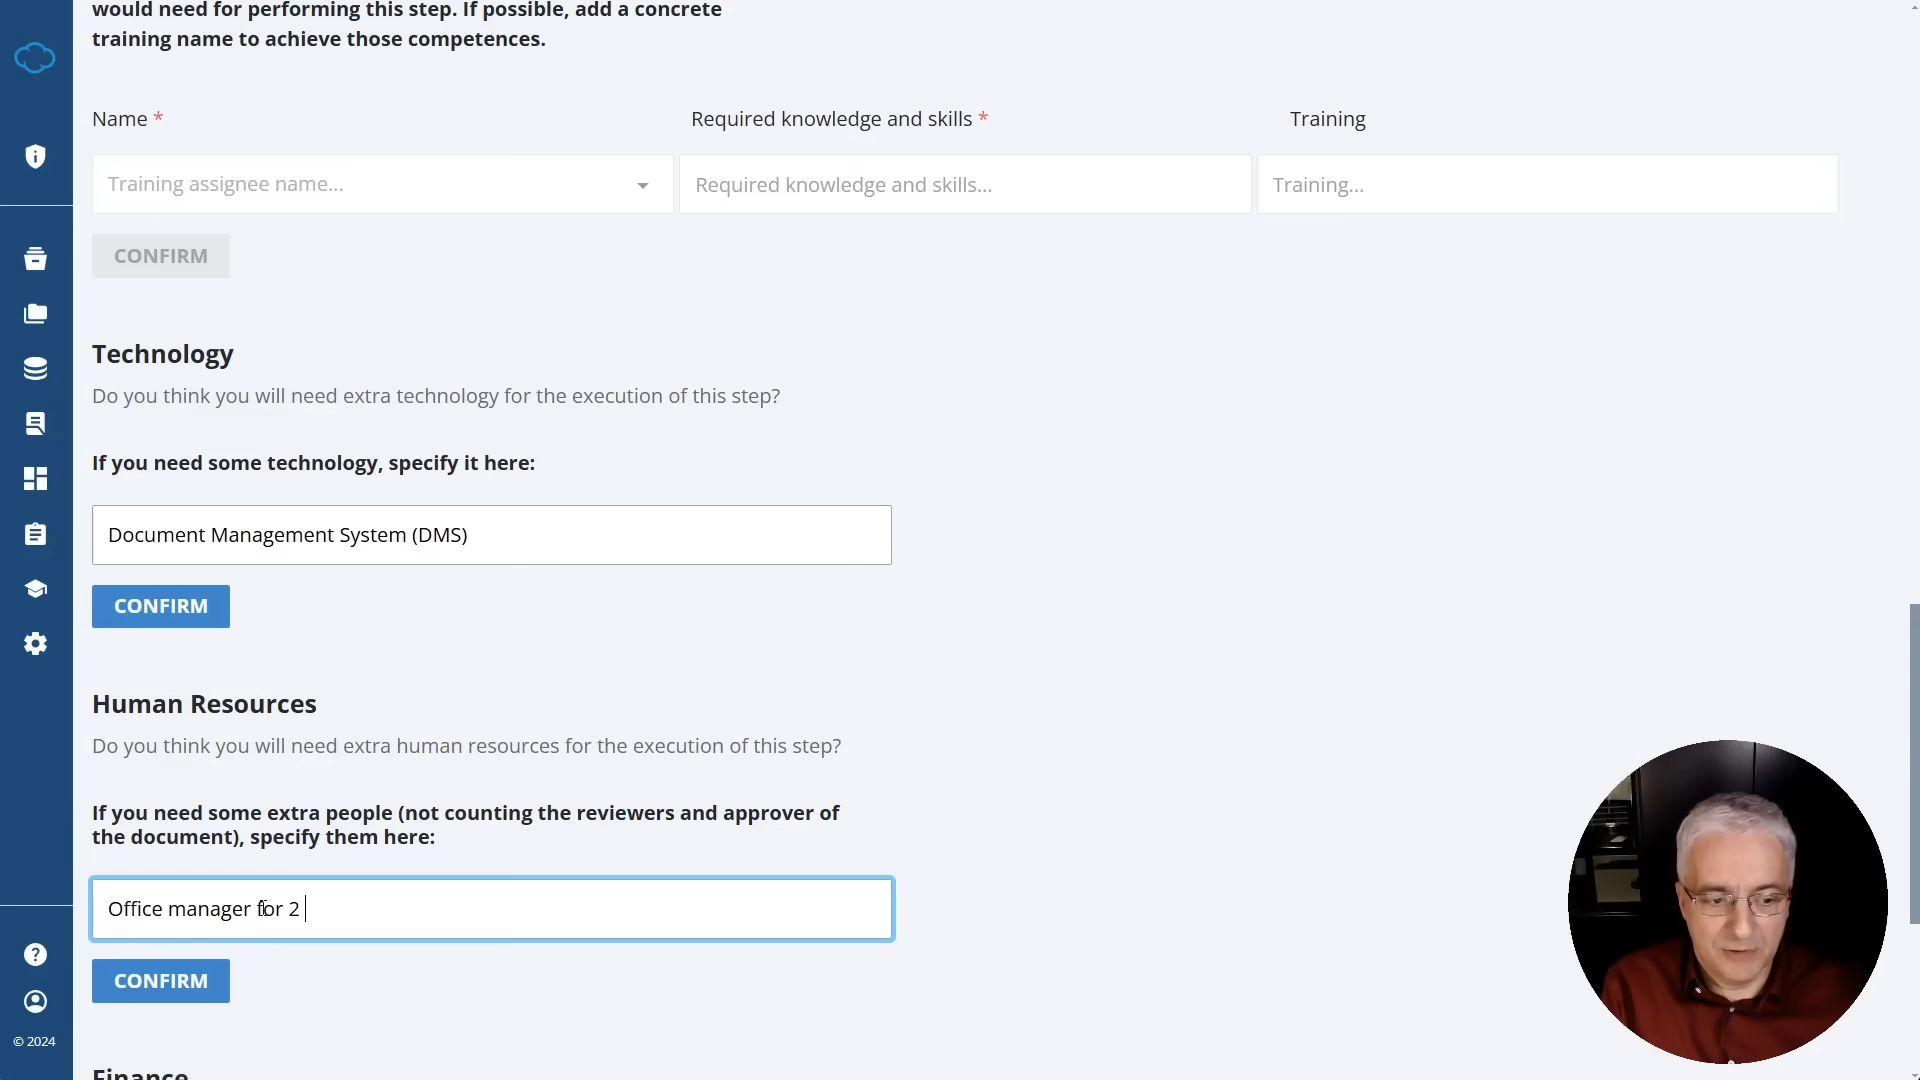 would need for performing this step. If possible, add a concrete
training name to achieve those competences.
Name *
Required knowledge and skills *
Training
Training assignee name...
Required knowledge and skills...
Training...
CONFIRM
Technology
Do you think you will need extra technology for the execution of this step?
If you need some technology, specify it here:
Document Management System (DMS)
CONFIRM
Human Resources
Do you think you will need extra human resources for the execution of this step?
If you need some extra people (not counting the reviewers and approver of
the document), specify them here:
Office manager for 2
CONFIRM
© 2024
Finance